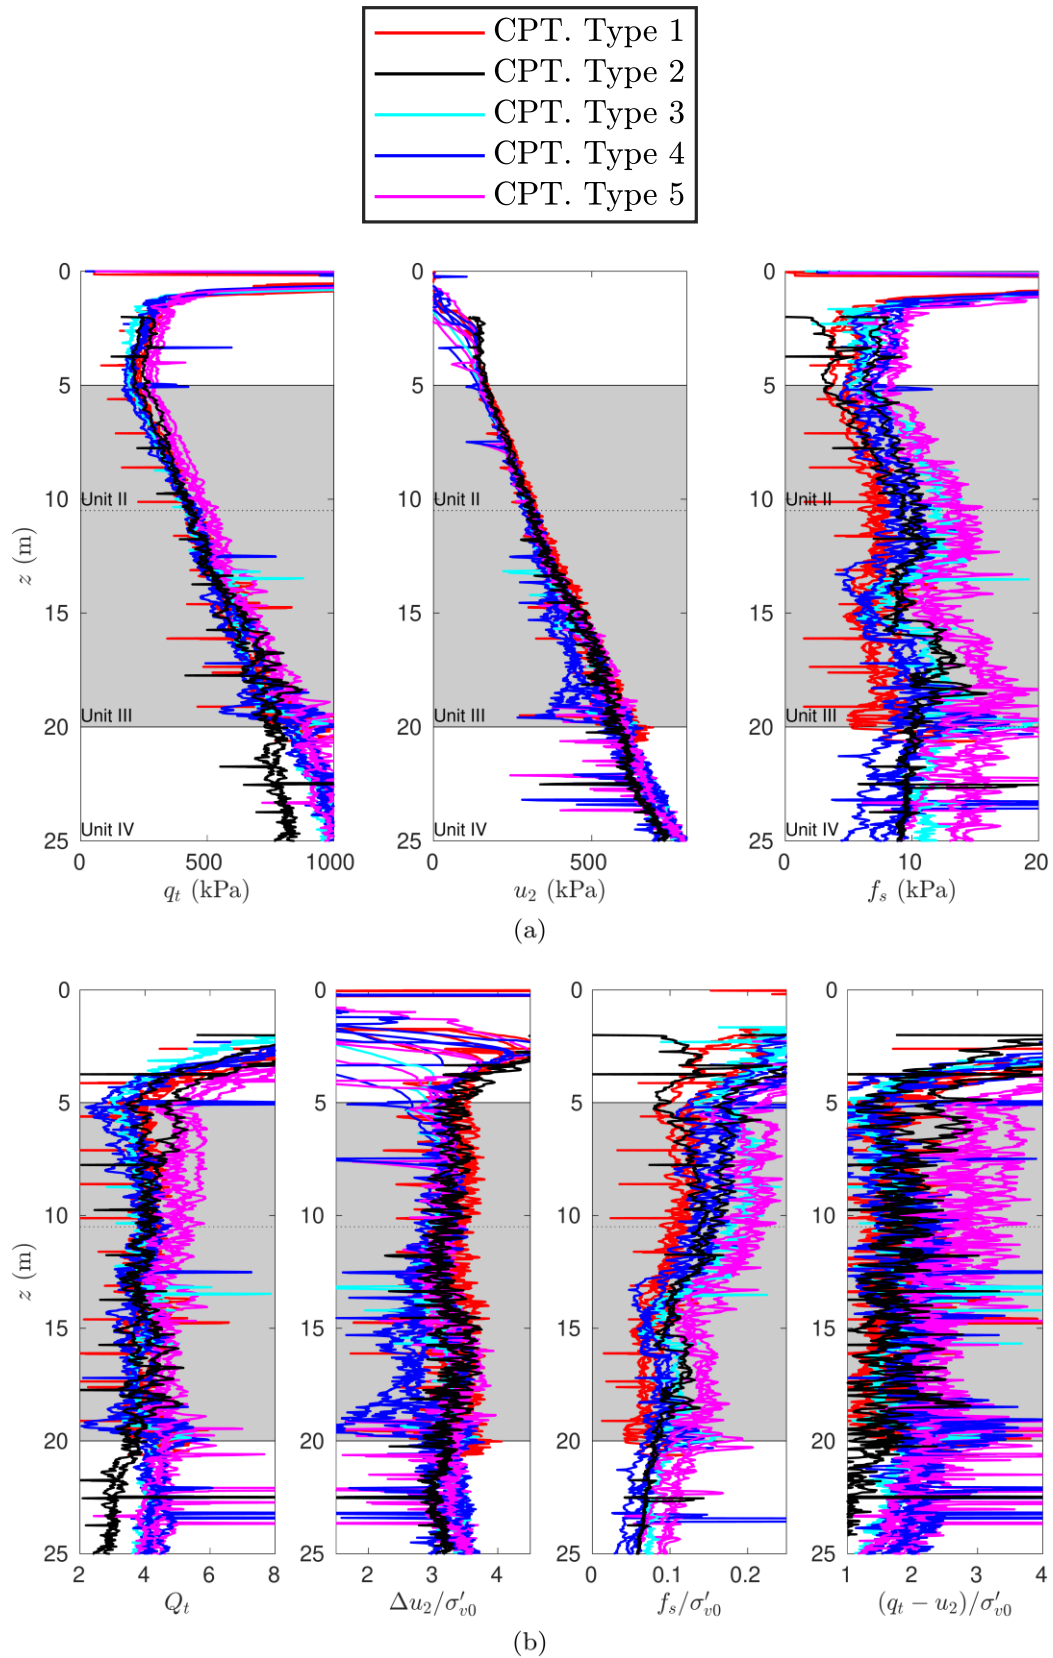 CPT. Type 1
CPT. Type 2
CPT. Type 3
CPT. Type 4
CPT. Type 5
0
5
10
15
20
25
z (m)
Unit II
Unit III
Unit IV
0 500 1000
q_t (kPa)
0
5
10
15
20
25
Unit II
Unit III
Unit IV
0 500
u_2 (kPa)
0
5
10
15
20
25
Unit II
Unit III
Unit IV
0 10 20
f_s (kPa)
(a)
0
5
10
15
20
25
z (m)
2 4 6 8
Q_t
0
5
10
15
20
25
2 3 4
Δu_2/σ′_v0
0
5
10
15
20
25
0 0.1 0.2
f_s/σ′_v0
0
5
10
15
20
25
1 2 3 4
(q_t − u_2)/σ′_v0
(b)